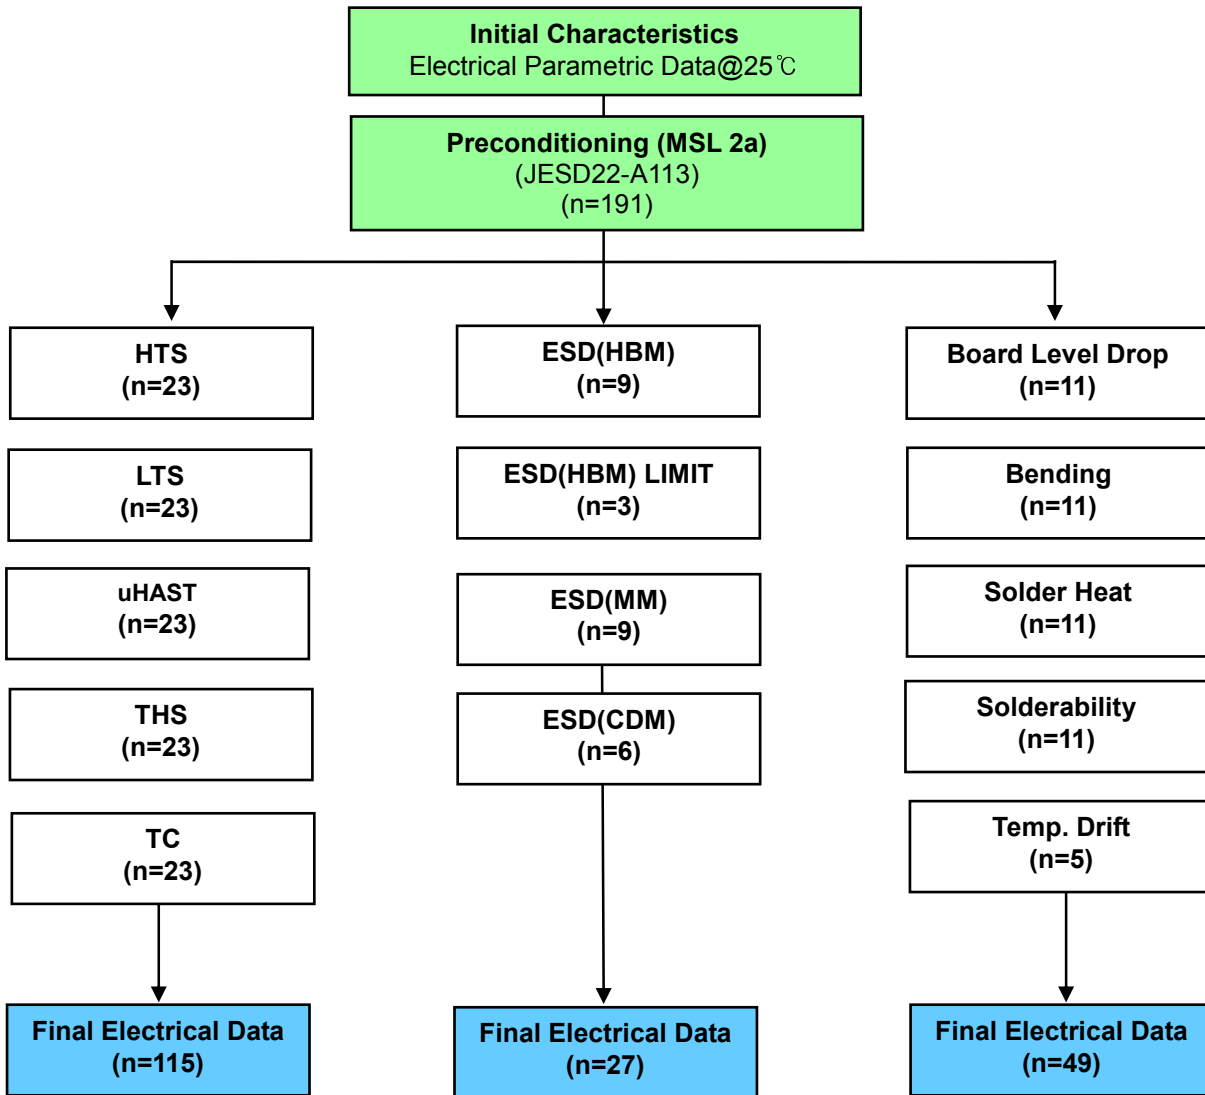 Initial Characteristics
Electrical Parametric Data@25℃
Preconditioning (MSL 2a)
(JESD22-A113)
(n=191)
HTS
(n=23)
LTS
(n=23)
uHAST
(n=23)
THS
(n=23)
TC
(n=23)
Final Electrical Data
(n=115)
ESD(HBM)
(n=9)
ESD(HBM) LIMIT
(n=3)
ESD(MM)
(n=9)
ESD(CDM)
(n=6)
Final Electrical Data
(n=27)
Board Level Drop
(n=11)
Bending
(n=11)
Solder Heat
(n=11)
Solderability
(n=11)
Temp. Drift
(n=5)
Final Electrical Data
(n=49)